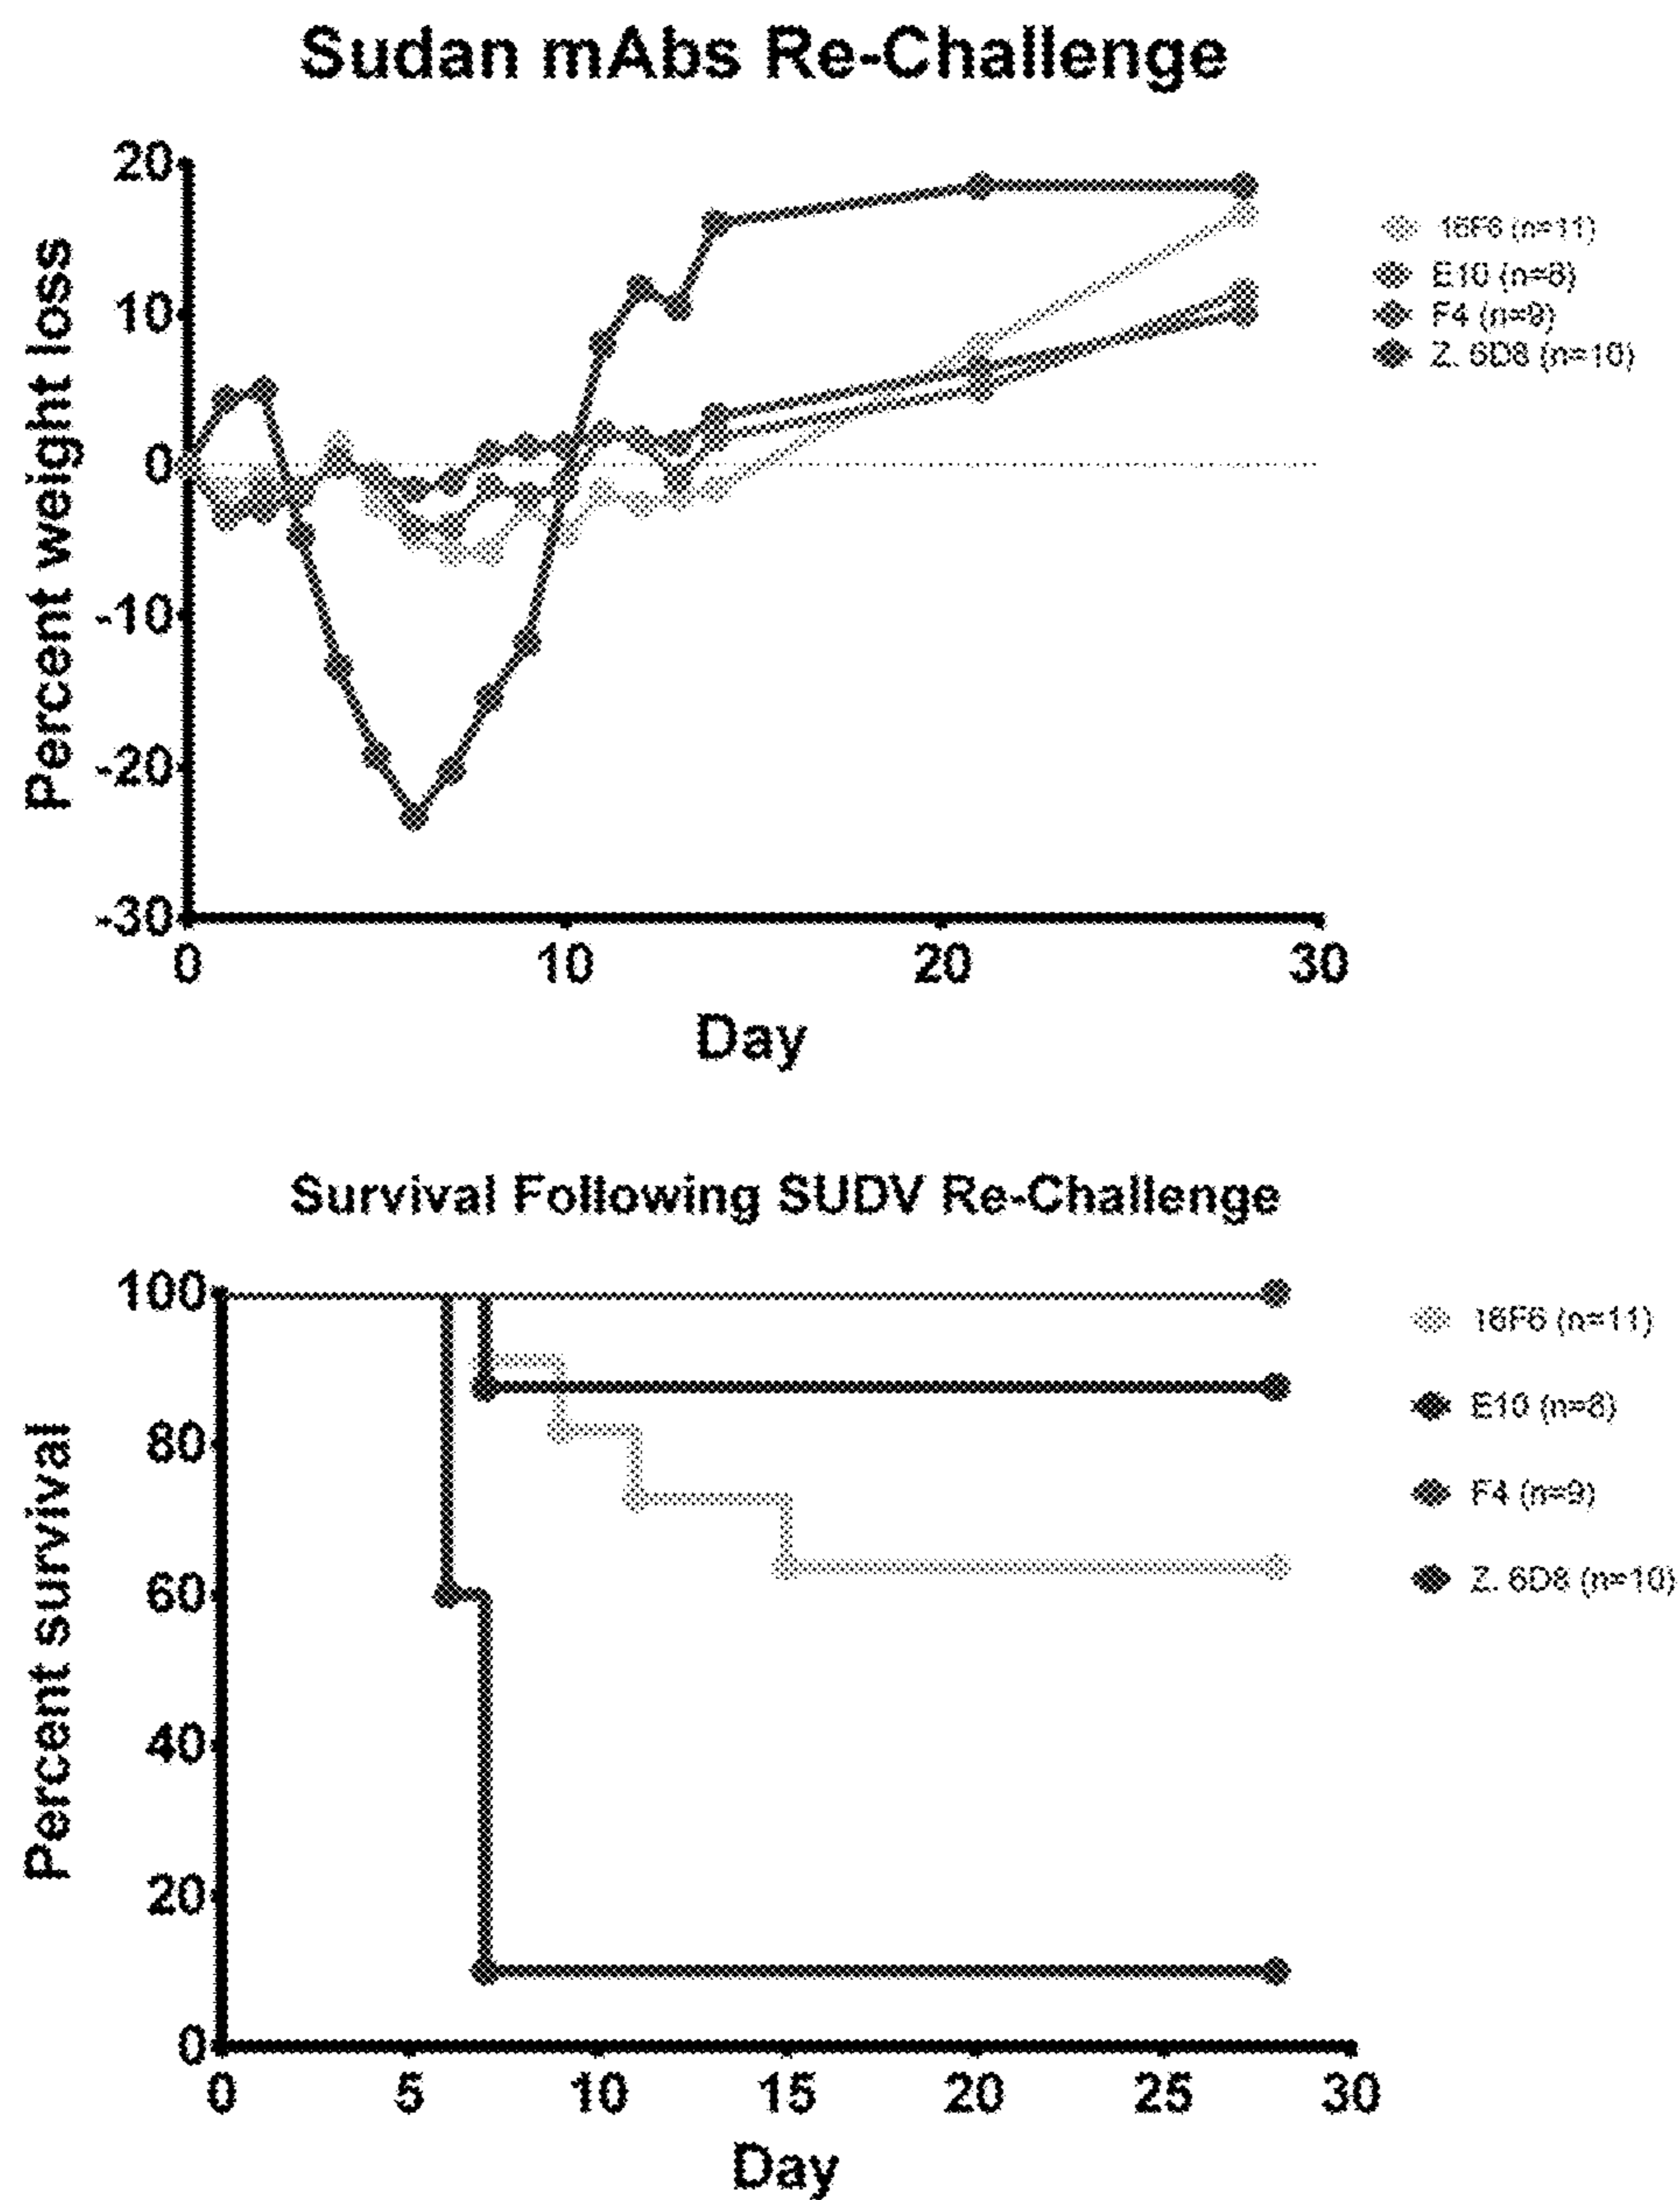 Sudan mAbs Re-Challenge
20
10
0
-10
-20
-30
Percent weight loss
0 10 20 30
Day
16F6 (n=11)
E10 (n=8)
F4 (n=9)
Z. 6D8 (n=10)
Survival Following SUDV Re-Challenge
100
80
60
40
20
0
Percent survival
0 5 10 15 20 25 30
Day
16F6 (n=11)
E10 (n=8)
F4 (n=9)
Z. 6D8 (n=10)